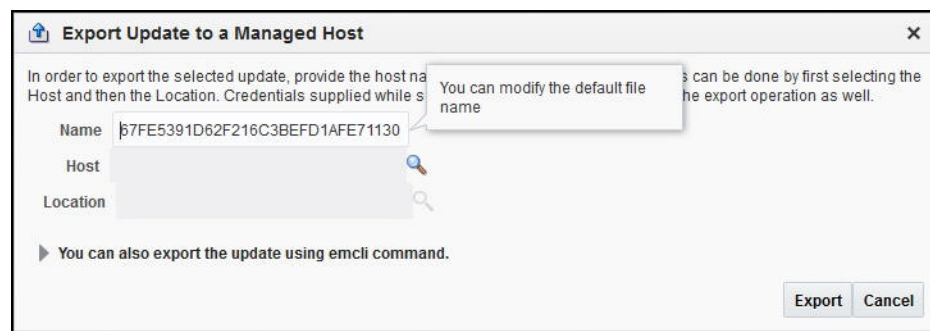 Export Update to a Managed Host
In order to export the selected update, provide the host na s can be done by first selecting the
Host and then the Location. Credentials supplied while s he export operation as well.
You can modify the default file
name
Name 67FE5391D62F216C3BEFD1AFE71130
Host
Location
You can also export the update using emcli command.
Export Cancel